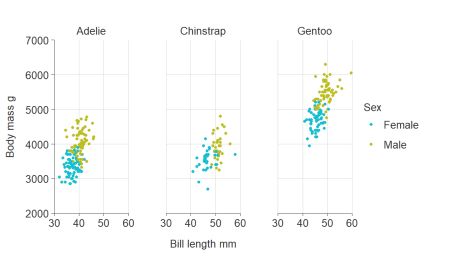 Adelie Chinstrap Gentoo
7000
6000
5000
4000
3000
2000
Body mass g
30 40 50 60 30 40 50 60 30 40 50 60
Bill length mm
Sex
Female
Male